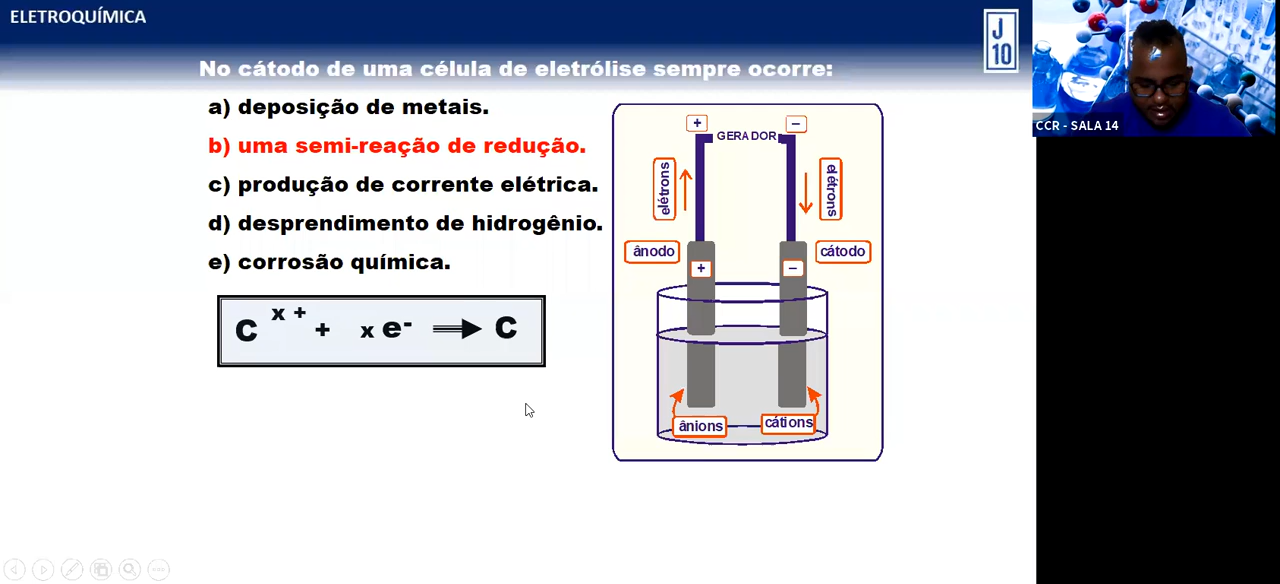 ELETROQUÍMICA
J
10
No cátodo de uma célula de eletrólise sempre ocorre:
a) deposição de metais.
b) uma semi-reação de redução.
c) produção de corrente elétrica.
d) desprendimento de hidrogênio.
e) corrosão química.
C x + + x e- C
+ GERADOR −
elétrons
elétrons
ânodo
cátodo
+ −
ânions
cátions
CCR - SALA 14